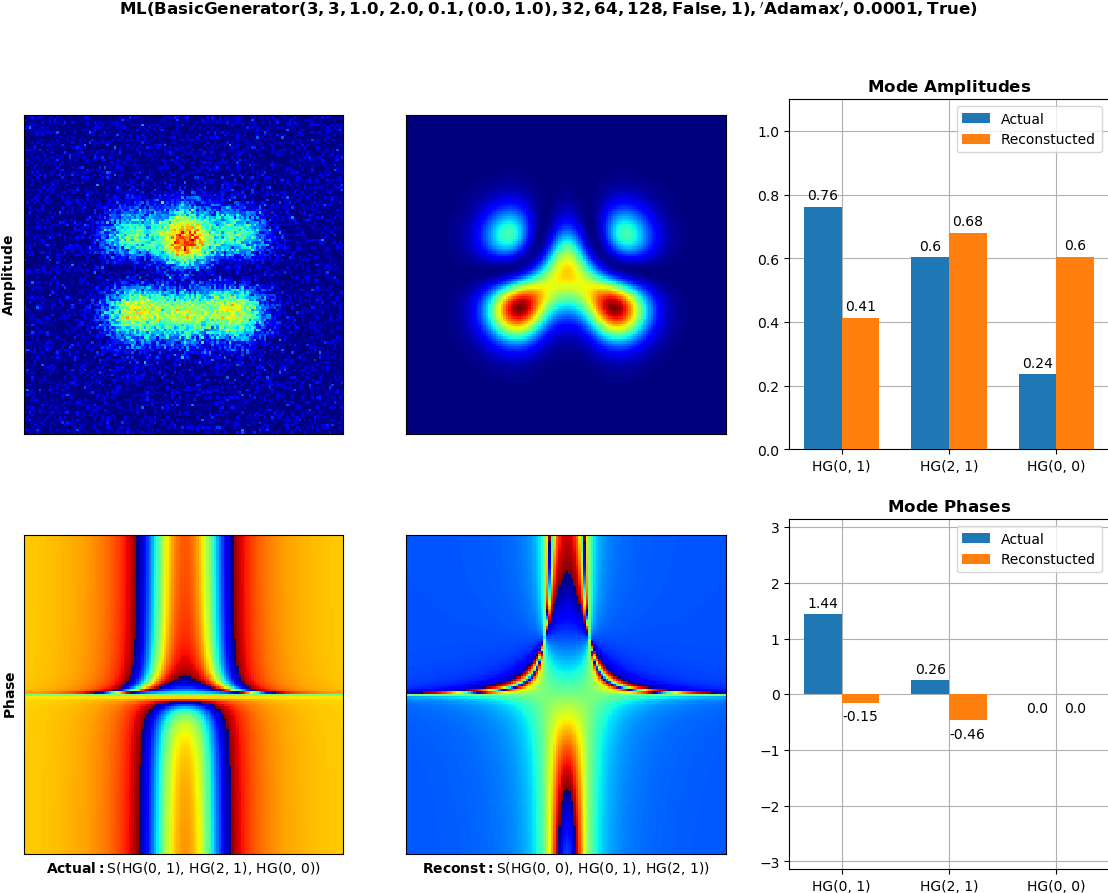 ML(BasicGenerator(3, 3, 1.0, 2.0, 0.1, (0.0, 1.0), 32, 64, 128, False, 1), ′Adamax′, 0.0001, True)
Amplitude
Mode Amplitudes
Actual
Reconstucted
1.0
0.8
0.6
0.4
0.2
0.0
0.76
0.41
0.6
0.68
0.24
0.6
HG(0, 1)
HG(2, 1)
HG(0, 0)
Phase
Actual: S(HG(0, 1), HG(2, 1), HG(0, 0))
Reconst: S(HG(0, 0), HG(0, 1), HG(2, 1))
Mode Phases
Actual
Reconstucted
3
2
1
0
−1
−2
−3
1.44
-0.15
0.26
-0.46
0.0
0.0
HG(0, 1)
HG(2, 1)
HG(0, 0)